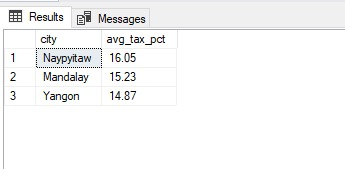 Results Messages
city avg_tax_pct
1 Naypyitaw 16.05
2 Mandalay 15.23
3 Yangon 14.87